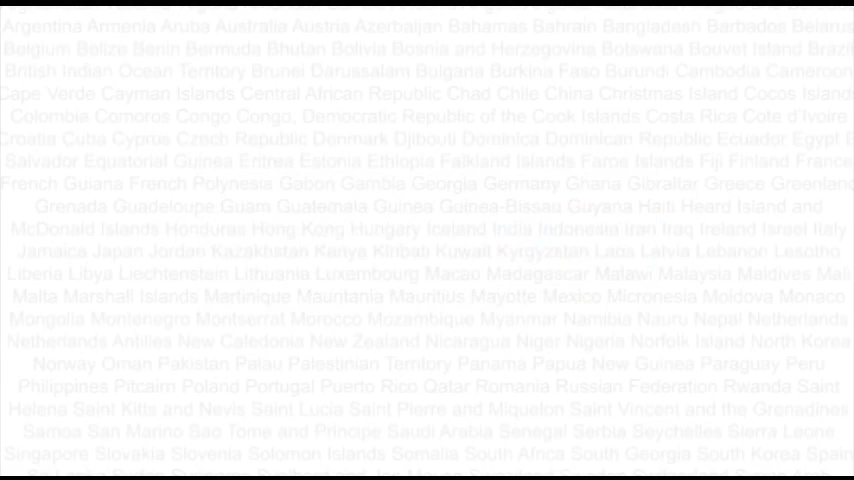 Argentina Armenia Aruba Australia Austria Azerbaijan Bahamas Bahrain Bangladesh Barbados Belarus
Belgium Belize Benin Bermuda Bhutan Bolivia Bosnia and Herzegovina Botswana Bouvet Island Brazil
British Indian Ocean Territory Brunei Darussalam Bulgaria Burkina Faso Burundi Cambodia Cameroon
Cape Verde Cayman Islands Central African Republic Chad Chile China Christmas Island Cocos Islands
Colombia Comoros Congo Congo, Democratic Republic of the Cook Islands Costa Rica Cote d'Ivoire
Croatia Cuba Cyprus Czech Republic Denmark Djibouti Dominica Dominican Republic Ecuador Egypt E
Salvador Equatorial Guinea Eritrea Estonia Ethiopia Falkland Islands Faroe Islands Fiji Finland France
French Guiana French Polynesia Gabon Gambia Georgia Germany Ghana Gibraltar Greece Greenland
Grenada Guadeloupe Guam Guatemala Guinea Guinea-Bissau Guyana Haiti Heard Island and
McDonald Islands Honduras Hong Kong Hungary Iceland India Indonesia Iran Iraq Ireland Israel Italy
Jamaica Japan Jordan Kazakhstan Kenya Kiribati Kuwait Kyrgyzstan Laos Latvia Lebanon Lesotho
Liberia Libya Liechtenstein Lithuania Luxembourg Macao Madagascar Malawi Malaysia Maldives Mali
Malta Marshall Islands Martinique Mauritania Mauritius Mayotte Mexico Micronesia Moldova Monaco
Mongolia Montenegro Montserrat Morocco Mozambique Myanmar Namibia Nauru Nepal Netherlands
Netherlands Antilles New Caledonia New Zealand Nicaragua Niger Nigeria Norfolk Island North Korea
Norway Oman Pakistan Palau Palestinian Territory Panama Papua New Guinea Paraguay Peru
Philippines Pitcairn Poland Portugal Puerto Rico Qatar Romania Russian Federation Rwanda Saint
Helena Saint Kitts and Nevis Saint Lucia Saint Pierre and Miquelon Saint Vincent and the Grenadines
Samoa San Marino Sao Tome and Principe Saudi Arabia Senegal Serbia Seychelles Sierra Leone
Singapore Slovakia Slovenia Solomon Islands Somalia South Africa South Georgia South Korea Spain